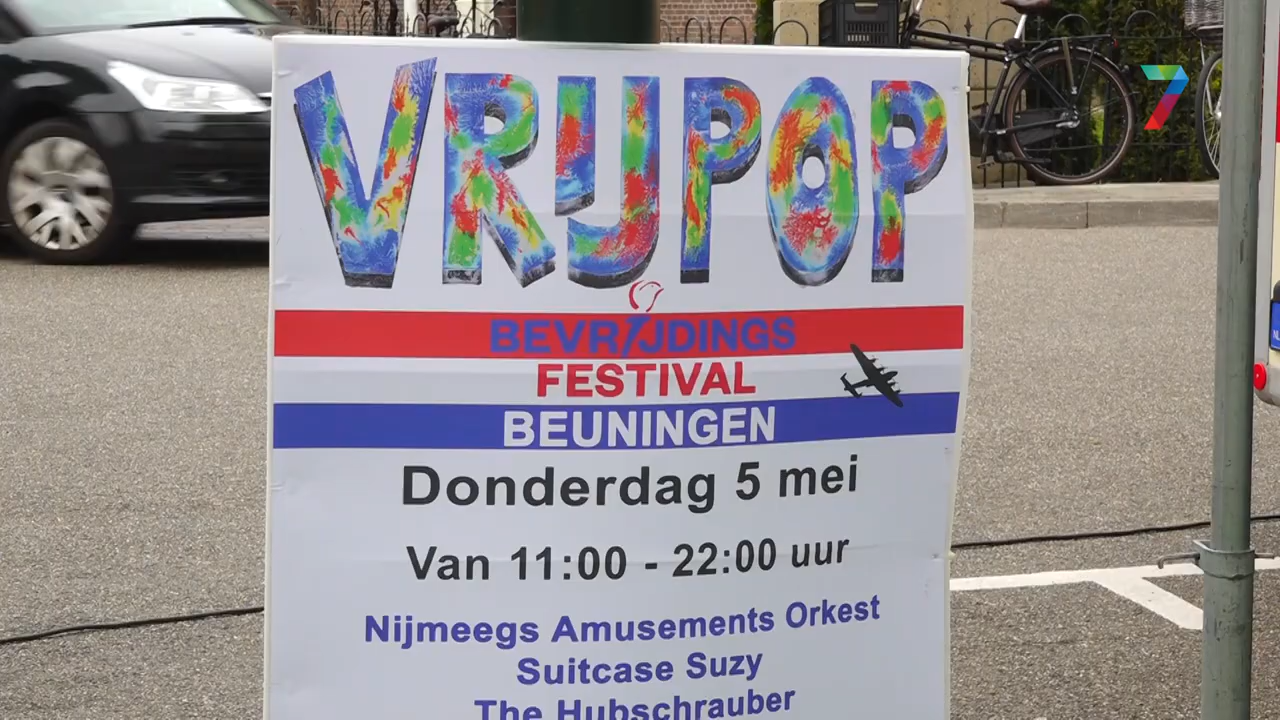 VRIJPOP
BEVRIJDINGS
FESTIVAL
BEUNINGEN
Donderdag 5 mei
Van 11:00 - 22:00 uur
Nijmeegs Amusements Orkest
Suitcase Suzy
The Hubschrauber
7